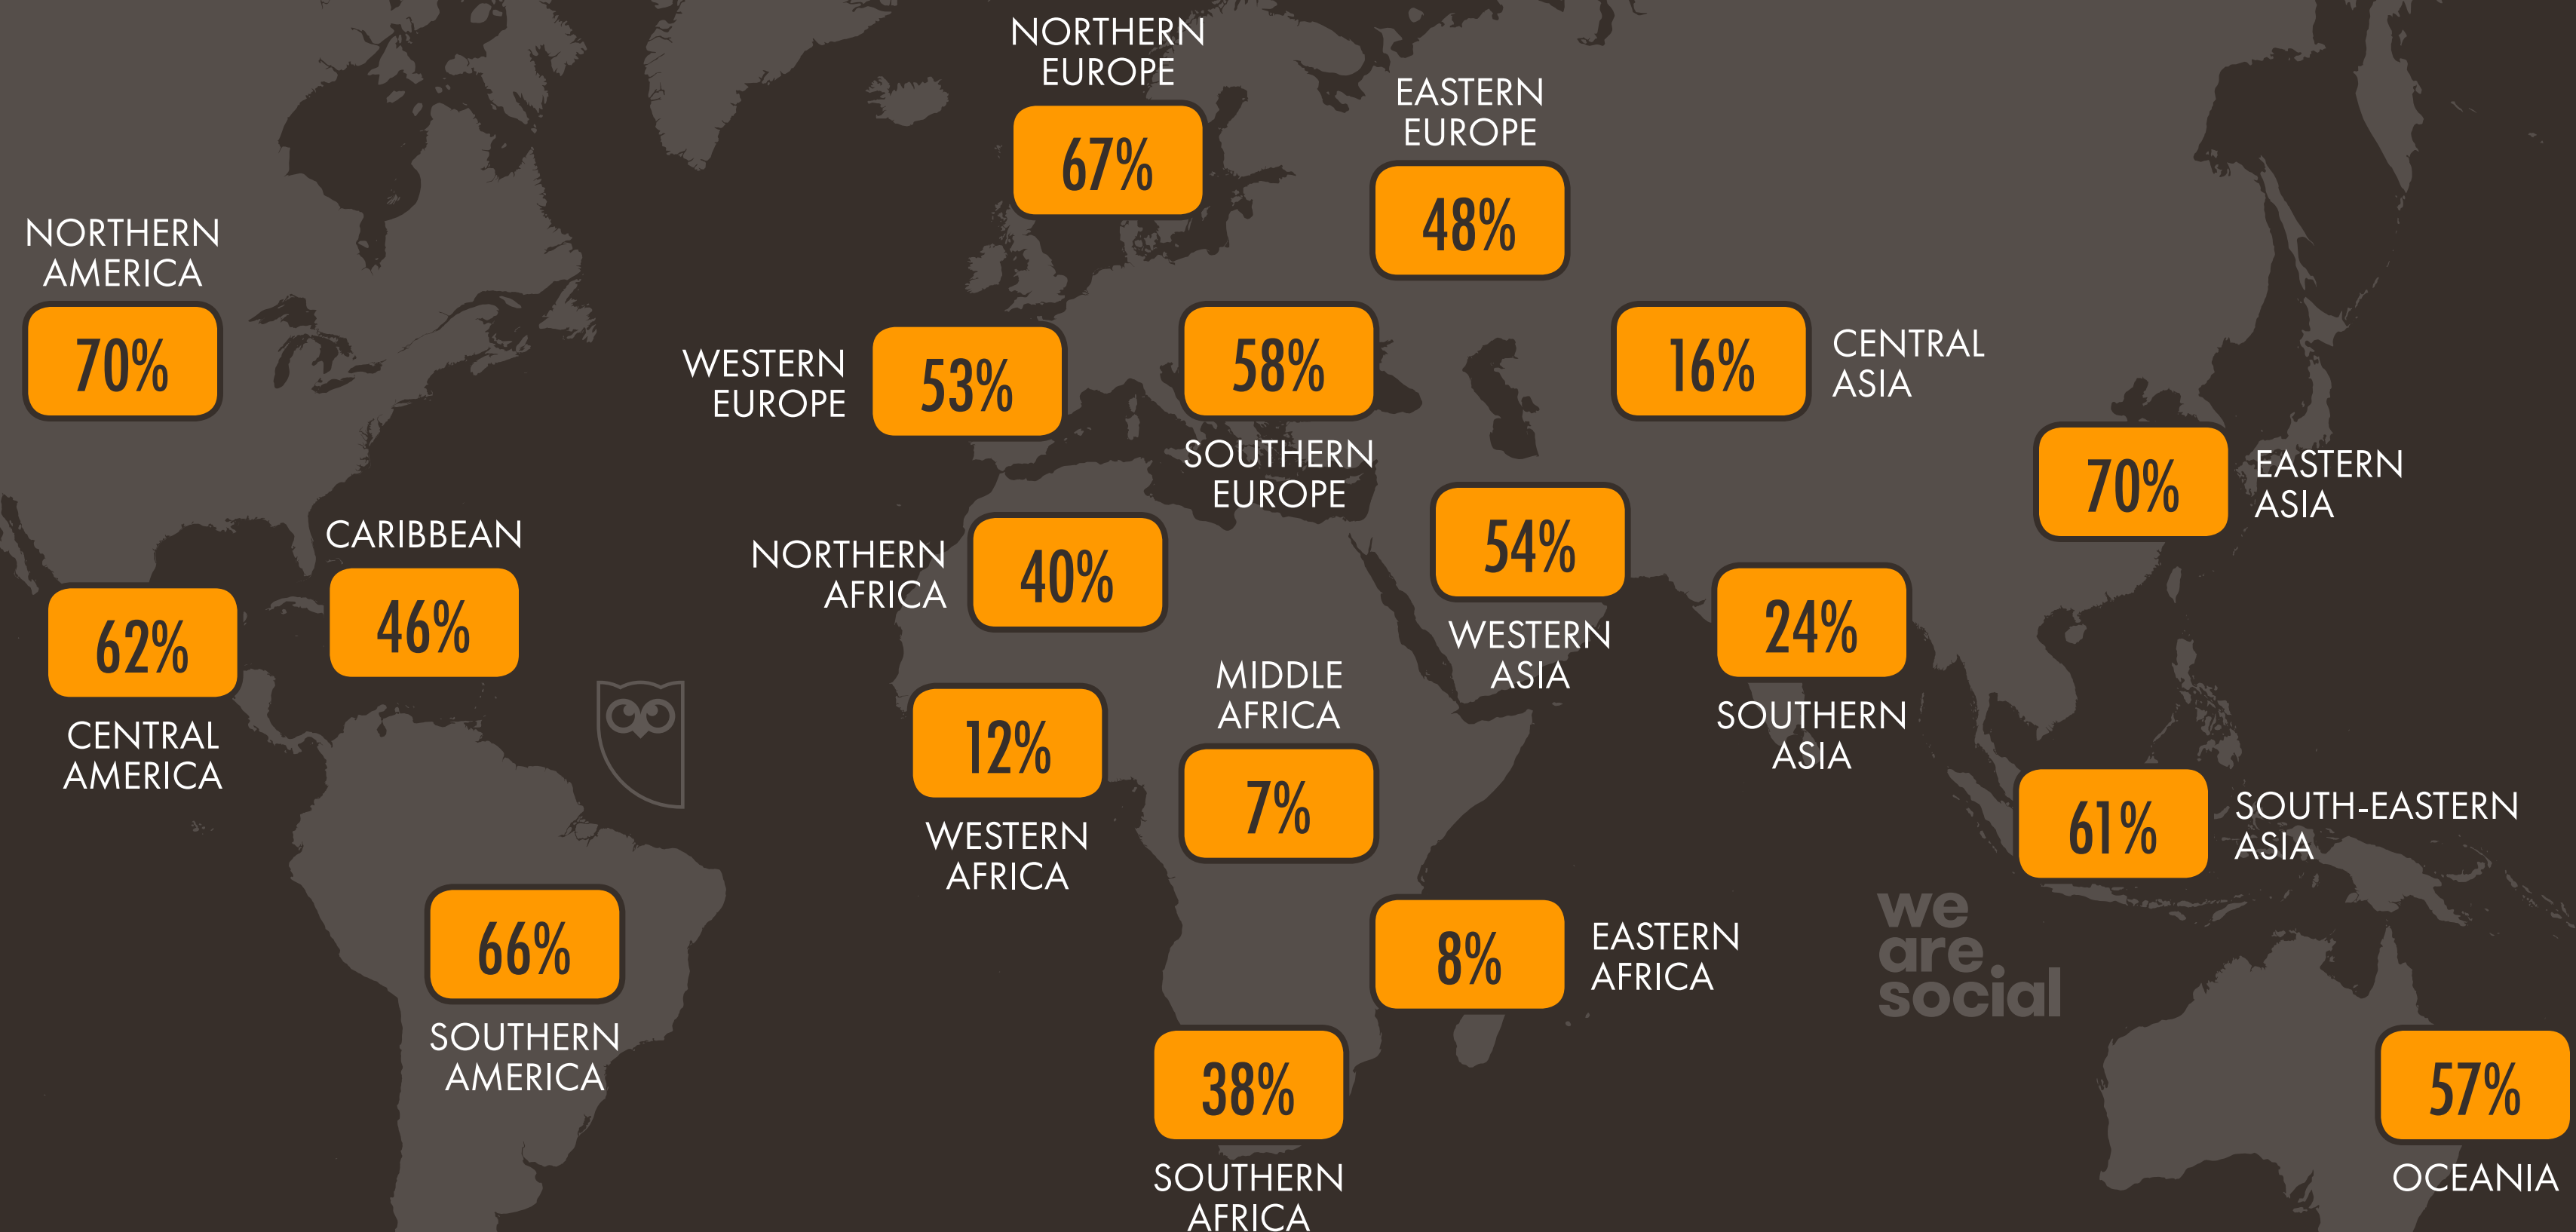 NORTHERN
EUROPE
67%
EASTERN
EUROPE
48%
NORTHERN
AMERICA
70%
WESTERN
EUROPE
53%
58%
SOUTHERN
EUROPE
16%
CENTRAL
ASIA
70%
EASTERN
ASIA
CARIBBEAN
46%
62%
CENTRAL
AMERICA
NORTHERN
AFRICA
40%
54%
WESTERN
ASIA
24%
SOUTHERN
ASIA
12%
WESTERN
AFRICA
MIDDLE
AFRICA
7%
61%
SOUTH-EASTERN
ASIA
66%
SOUTHERN
AMERICA
8%
EASTERN
AFRICA
we
are
social
38%
SOUTHERN
AFRICA
57%
OCEANIA